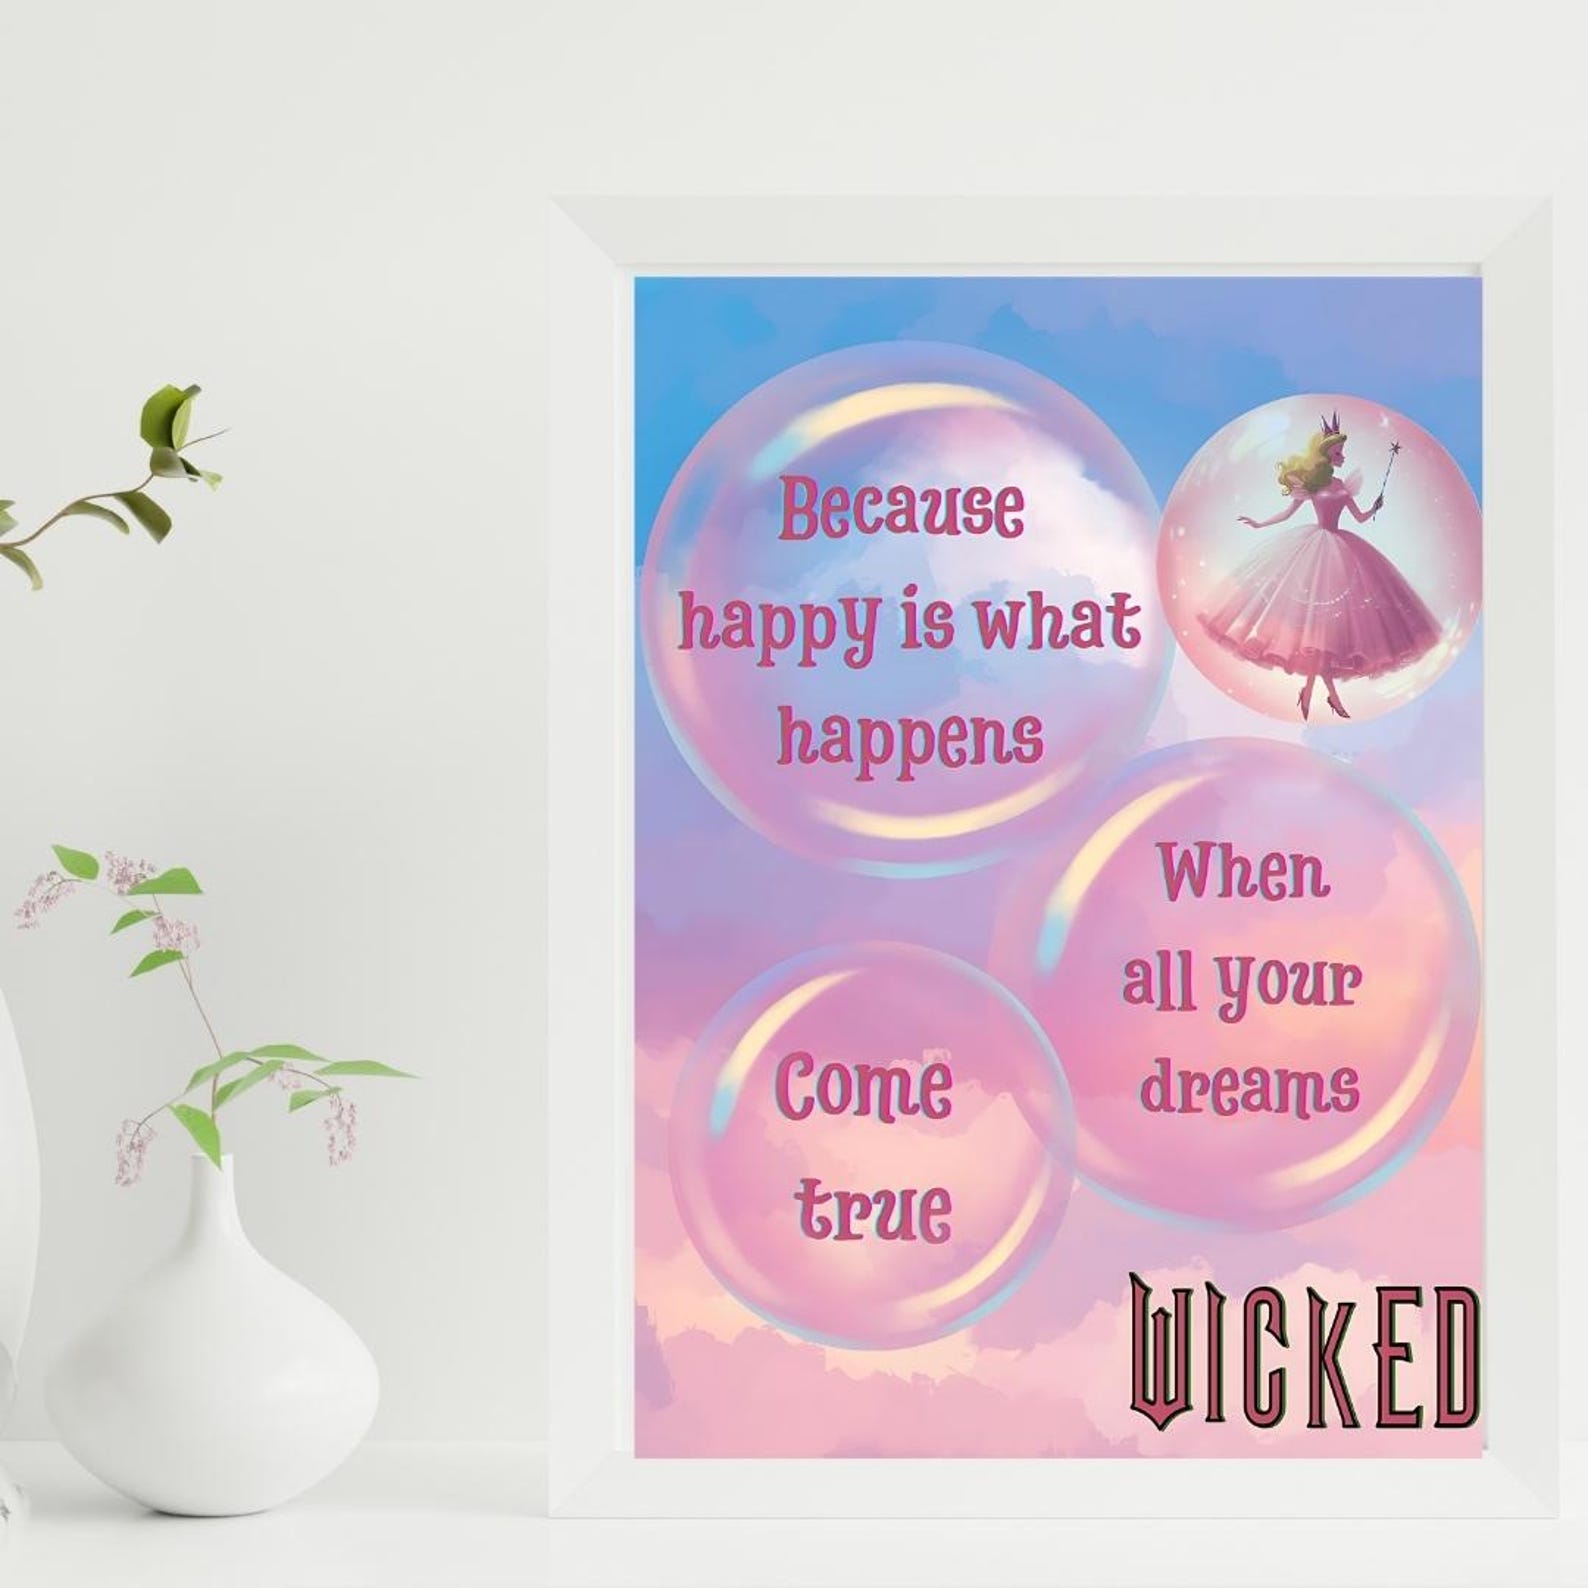 Because
happy is what
happens
When
all your
dreams
Come
true
WICKED